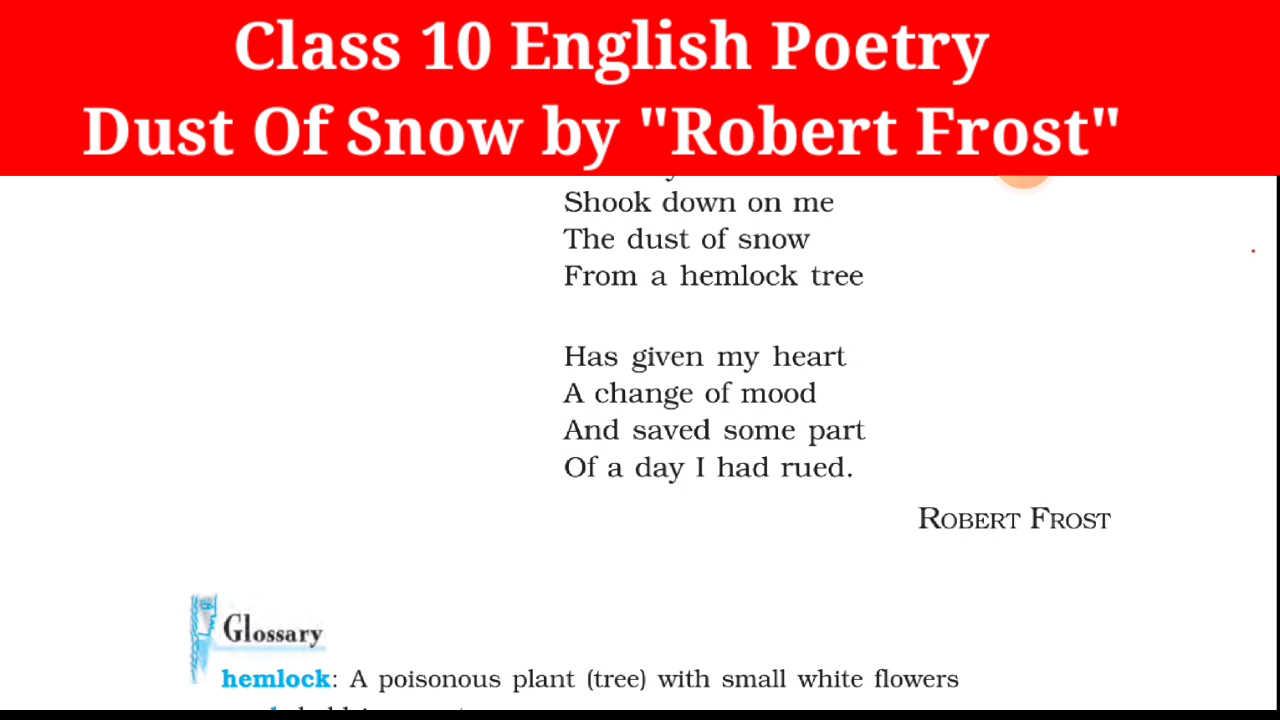 Class 10 English Poetry
Dust Of Snow by "Robert Frost"
Shook down on me
The dust of snow
From a hemlock tree
Has given my heart
A change of mood
And saved some part
Of a day I had rued.
ROBERT FROST
Glossary
hemlock: A poisonous plant (tree) with small white flowers